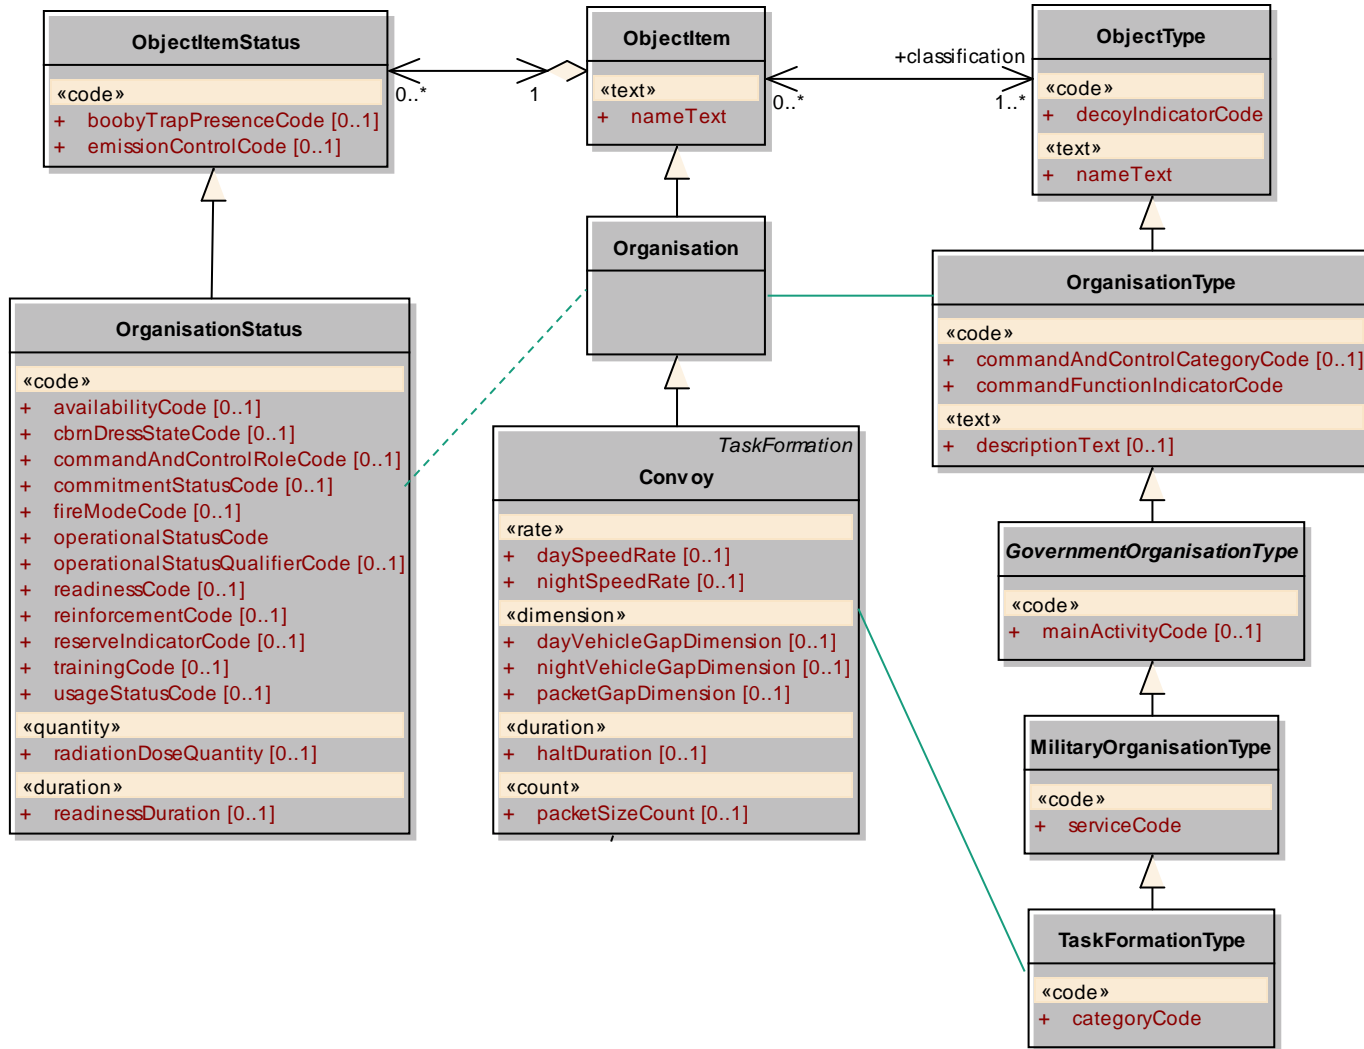 ObjectItemStatus
«code»
+ boobyTrapPresenceCode [0..1]
+ emissionControlCode [0..1]
0..*
1
ObjectItem
«text»
+ nameText
0..*
+classification
1..*
ObjectType
«code»
+ decoyIndicatorCode
«text»
+ nameText
Organisation
OrganisationStatus
«code»
+ availabilityCode [0..1]
+ cbrnDressStateCode [0..1]
+ commandAndControlRoleCode [0..1]
+ commitmentStatusCode [0..1]
+ fireModeCode [0..1]
+ operationalStatusCode
+ operationalStatusQualifierCode [0..1]
+ readinessCode [0..1]
+ reinforcementCode [0..1]
+ reserveIndicatorCode [0..1]
+ trainingCode [0..1]
+ usageStatusCode [0..1]
«quantity»
+ radiationDoseQuantity [0..1]
«duration»
+ readinessDuration [0..1]
TaskFormation
Convoy
«rate»
+ daySpeedRate [0..1]
+ nightSpeedRate [0..1]
«dimension»
+ dayVehicleGapDimension [0..1]
+ nightVehicleGapDimension [0..1]
+ packetGapDimension [0..1]
«duration»
+ haltDuration [0..1]
«count»
+ packetSizeCount [0..1]
OrganisationType
«code»
+ commandAndControlCategoryCode [0..1]
+ commandFunctionIndicatorCode
«text»
+ descriptionText [0..1]
GovernmentOrganisationType
«code»
+ mainActivityCode [0..1]
MilitaryOrganisationType
«code»
+ serviceCode
TaskFormationType
«code»
+ categoryCode